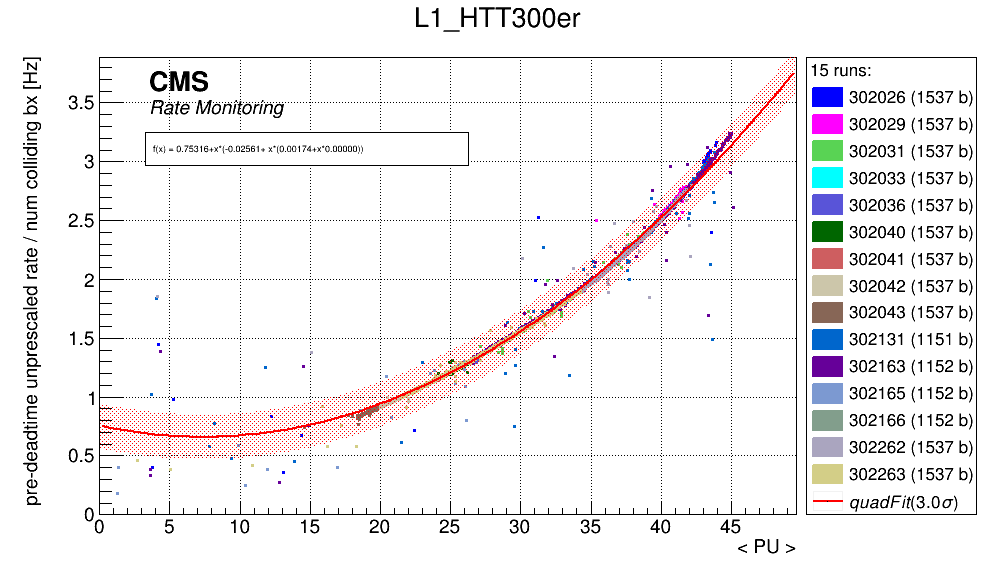 L1_HTT300er
pre-deadtime unprescaled rate / num colliding bx [Hz]
CMS
Rate Monitoring
f(x) = 0.75316+x*(-0.02561+ x*(0.00174+x*0.00000))
3.5
3
2.5
2
1.5
1
0.5
0
0 5 10 15 20 25 30 35 40 45
< PU >
15 runs:
302026 (1537 b)
302029 (1537 b)
302031 (1537 b)
302033 (1537 b)
302036 (1537 b)
302040 (1537 b)
302041 (1537 b)
302042 (1537 b)
302043 (1537 b)
302131 (1151 b)
302163 (1152 b)
302165 (1152 b)
302166 (1152 b)
302262 (1537 b)
302263 (1537 b)
quadFit(3.0σ)